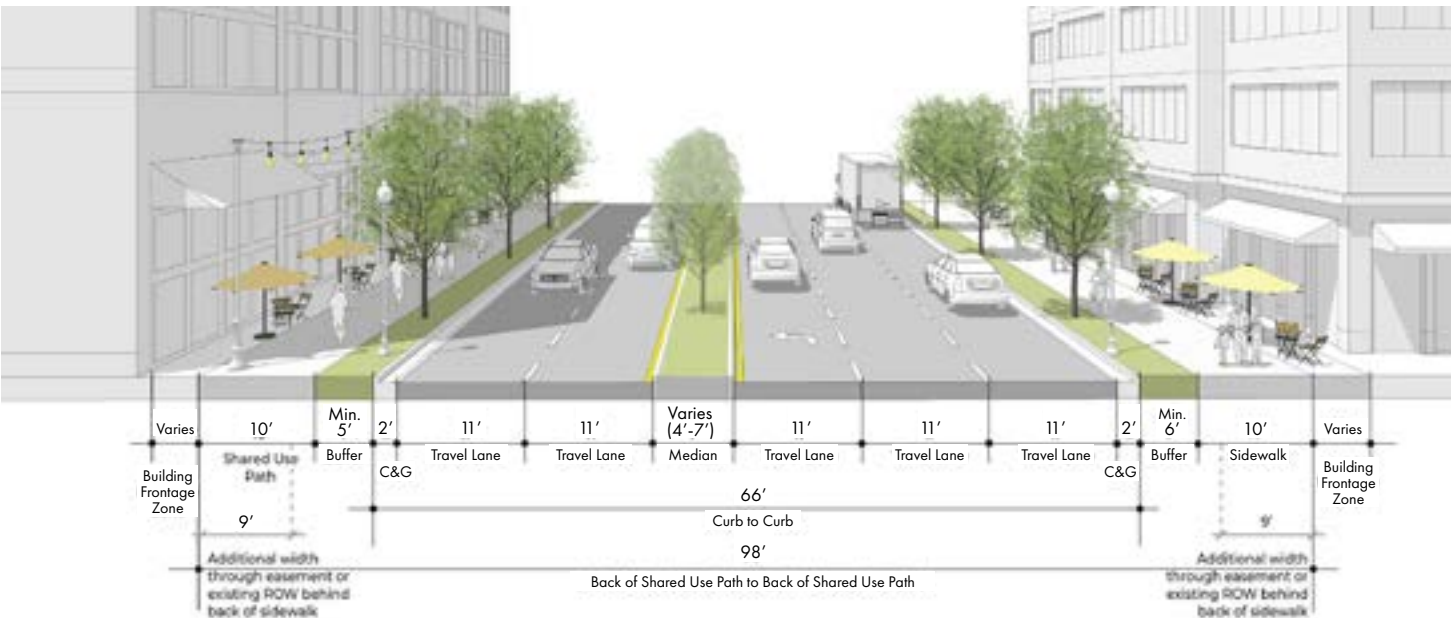 Varies
10’
Min.
5’
2’
11’
11’
Varies
(4’-7’)
11’
11’
11’
2’
Min.
6’
10’
Varies
Building
Frontage
Zone
Shared Use
Path
Buffer
C&G
Travel Lane
Travel Lane
Median
Travel Lane
Travel Lane
Travel Lane
C&G
Buffer
Sidewalk
Building
Frontage
Zone
66’
Curb to Curb
9’
9'
98’
Back of Shared Use Path to Back of Shared Use Path
Additional width
through easement or
existing ROW behind
back of sidewalk
Additional width
through easement or
existing ROW behind
back of sidewalk